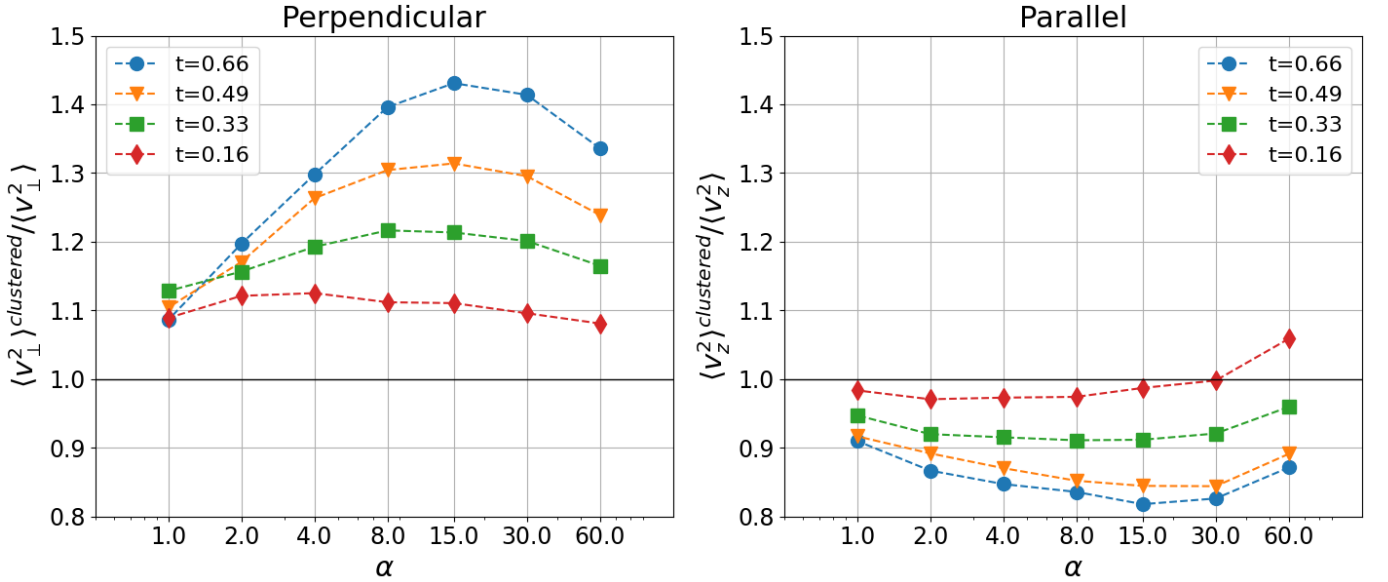 Perpendicular
⟨v²⊥⟩^clustered/⟨v²⊥⟩
1.5
1.4
1.3
1.2
1.1
1.0
0.9
0.8
t=0.66
t=0.49
t=0.33
t=0.16
1.0 2.0 4.0 8.0 15.0 30.0 60.0
α
Parallel
⟨v²z⟩^clustered/⟨v²z⟩
1.5
1.4
1.3
1.2
1.1
1.0
0.9
0.8
t=0.66
t=0.49
t=0.33
t=0.16
1.0 2.0 4.0 8.0 15.0 30.0 60.0
α